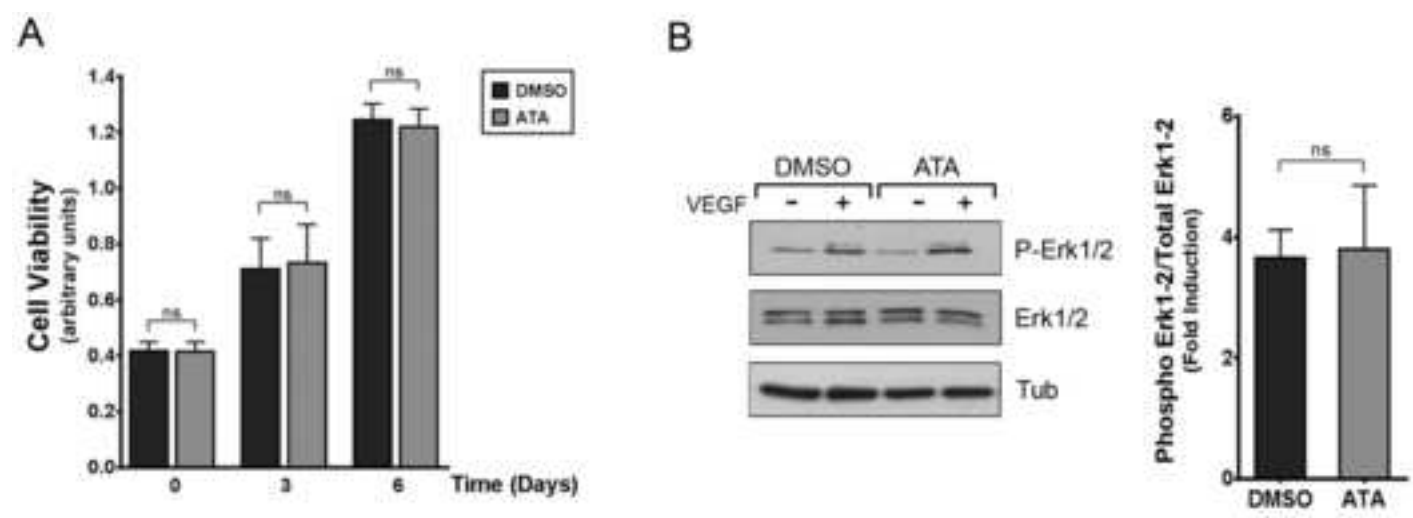 A
Cell Viability
(arbitrary units)
1.4
1.2
1.0
0.8
0.6
0.4
0.2
0.0
ns
ns
ns
DMSO
ATA
0 3 6 Time (Days)
B
DMSO ATA
VEGF - + - +
P-Erk1/2
Erk1/2
Tub
Phospho Erk1-2/Total Erk1-2
(Fold Induction)
6
4
2
0
ns
DMSO ATA